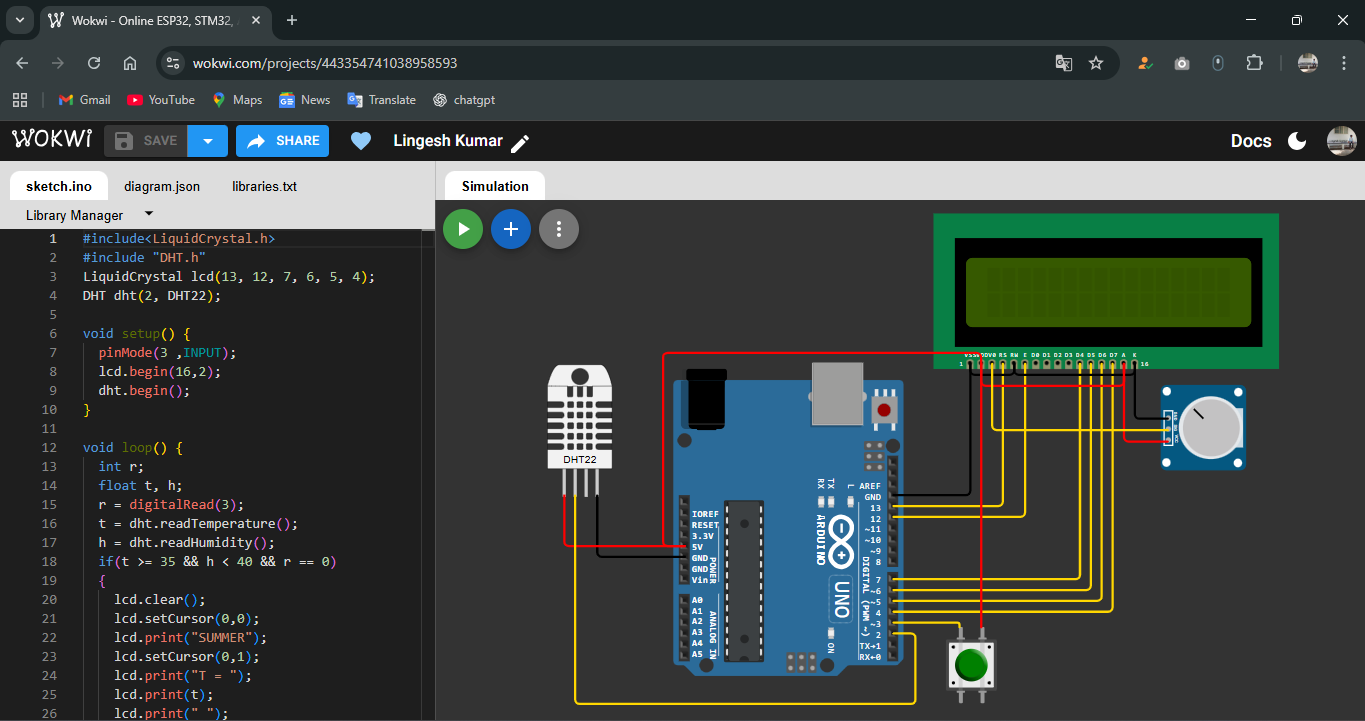 Wokwi - Online ESP32, STM32,
wokwi.com/projects/443354741038958593
Gmail
YouTube
Maps
News
Translate
chatgpt
WOKWi
SAVE
SHARE
Lingesh Kumar
Docs
sketch.ino
diagram.json
libraries.txt
Simulation
Library Manager
1 #include<LiquidCrystal.h>
2 #include "DHT.h"
3 LiquidCrystal lcd(13, 12, 7, 6, 5, 4);
4 DHT dht(2, DHT22);
5
6 void setup() {
7 pinMode(3 ,INPUT);
8 lcd.begin(16,2);
9 dht.begin();
10 }
11
12 void loop() {
13 int r;
14 float t, h;
15 r = digitalRead(3);
16 t = dht.readTemperature();
17 h = dht.readHumidity();
18 if(t >= 35 && h < 40 && r == 0)
19 {
20 lcd.clear();
21 lcd.setCursor(0,0);
22 lcd.print("SUMMER");
23 lcd.setCursor(0,1);
24 lcd.print("T = ");
25 lcd.print(t);
26 lcd.print(" ");
DHT22
IOREF
RESET
3.3V
5V
GND
GND
Vin
POWER
A0
A1
A2
A3
A4
A5
ANALOG IN
RX
TX
L
ARDUINO
UNO
ON
AREF
GND
13
12
~11
~10
~9
8
7
~6
~5
4
~3
2
TX→1
RX←0
DIGITAL (PWM ~)
1
RS RW E D0 D1 D2 D3 D4 D5 D6 D7 A K
16